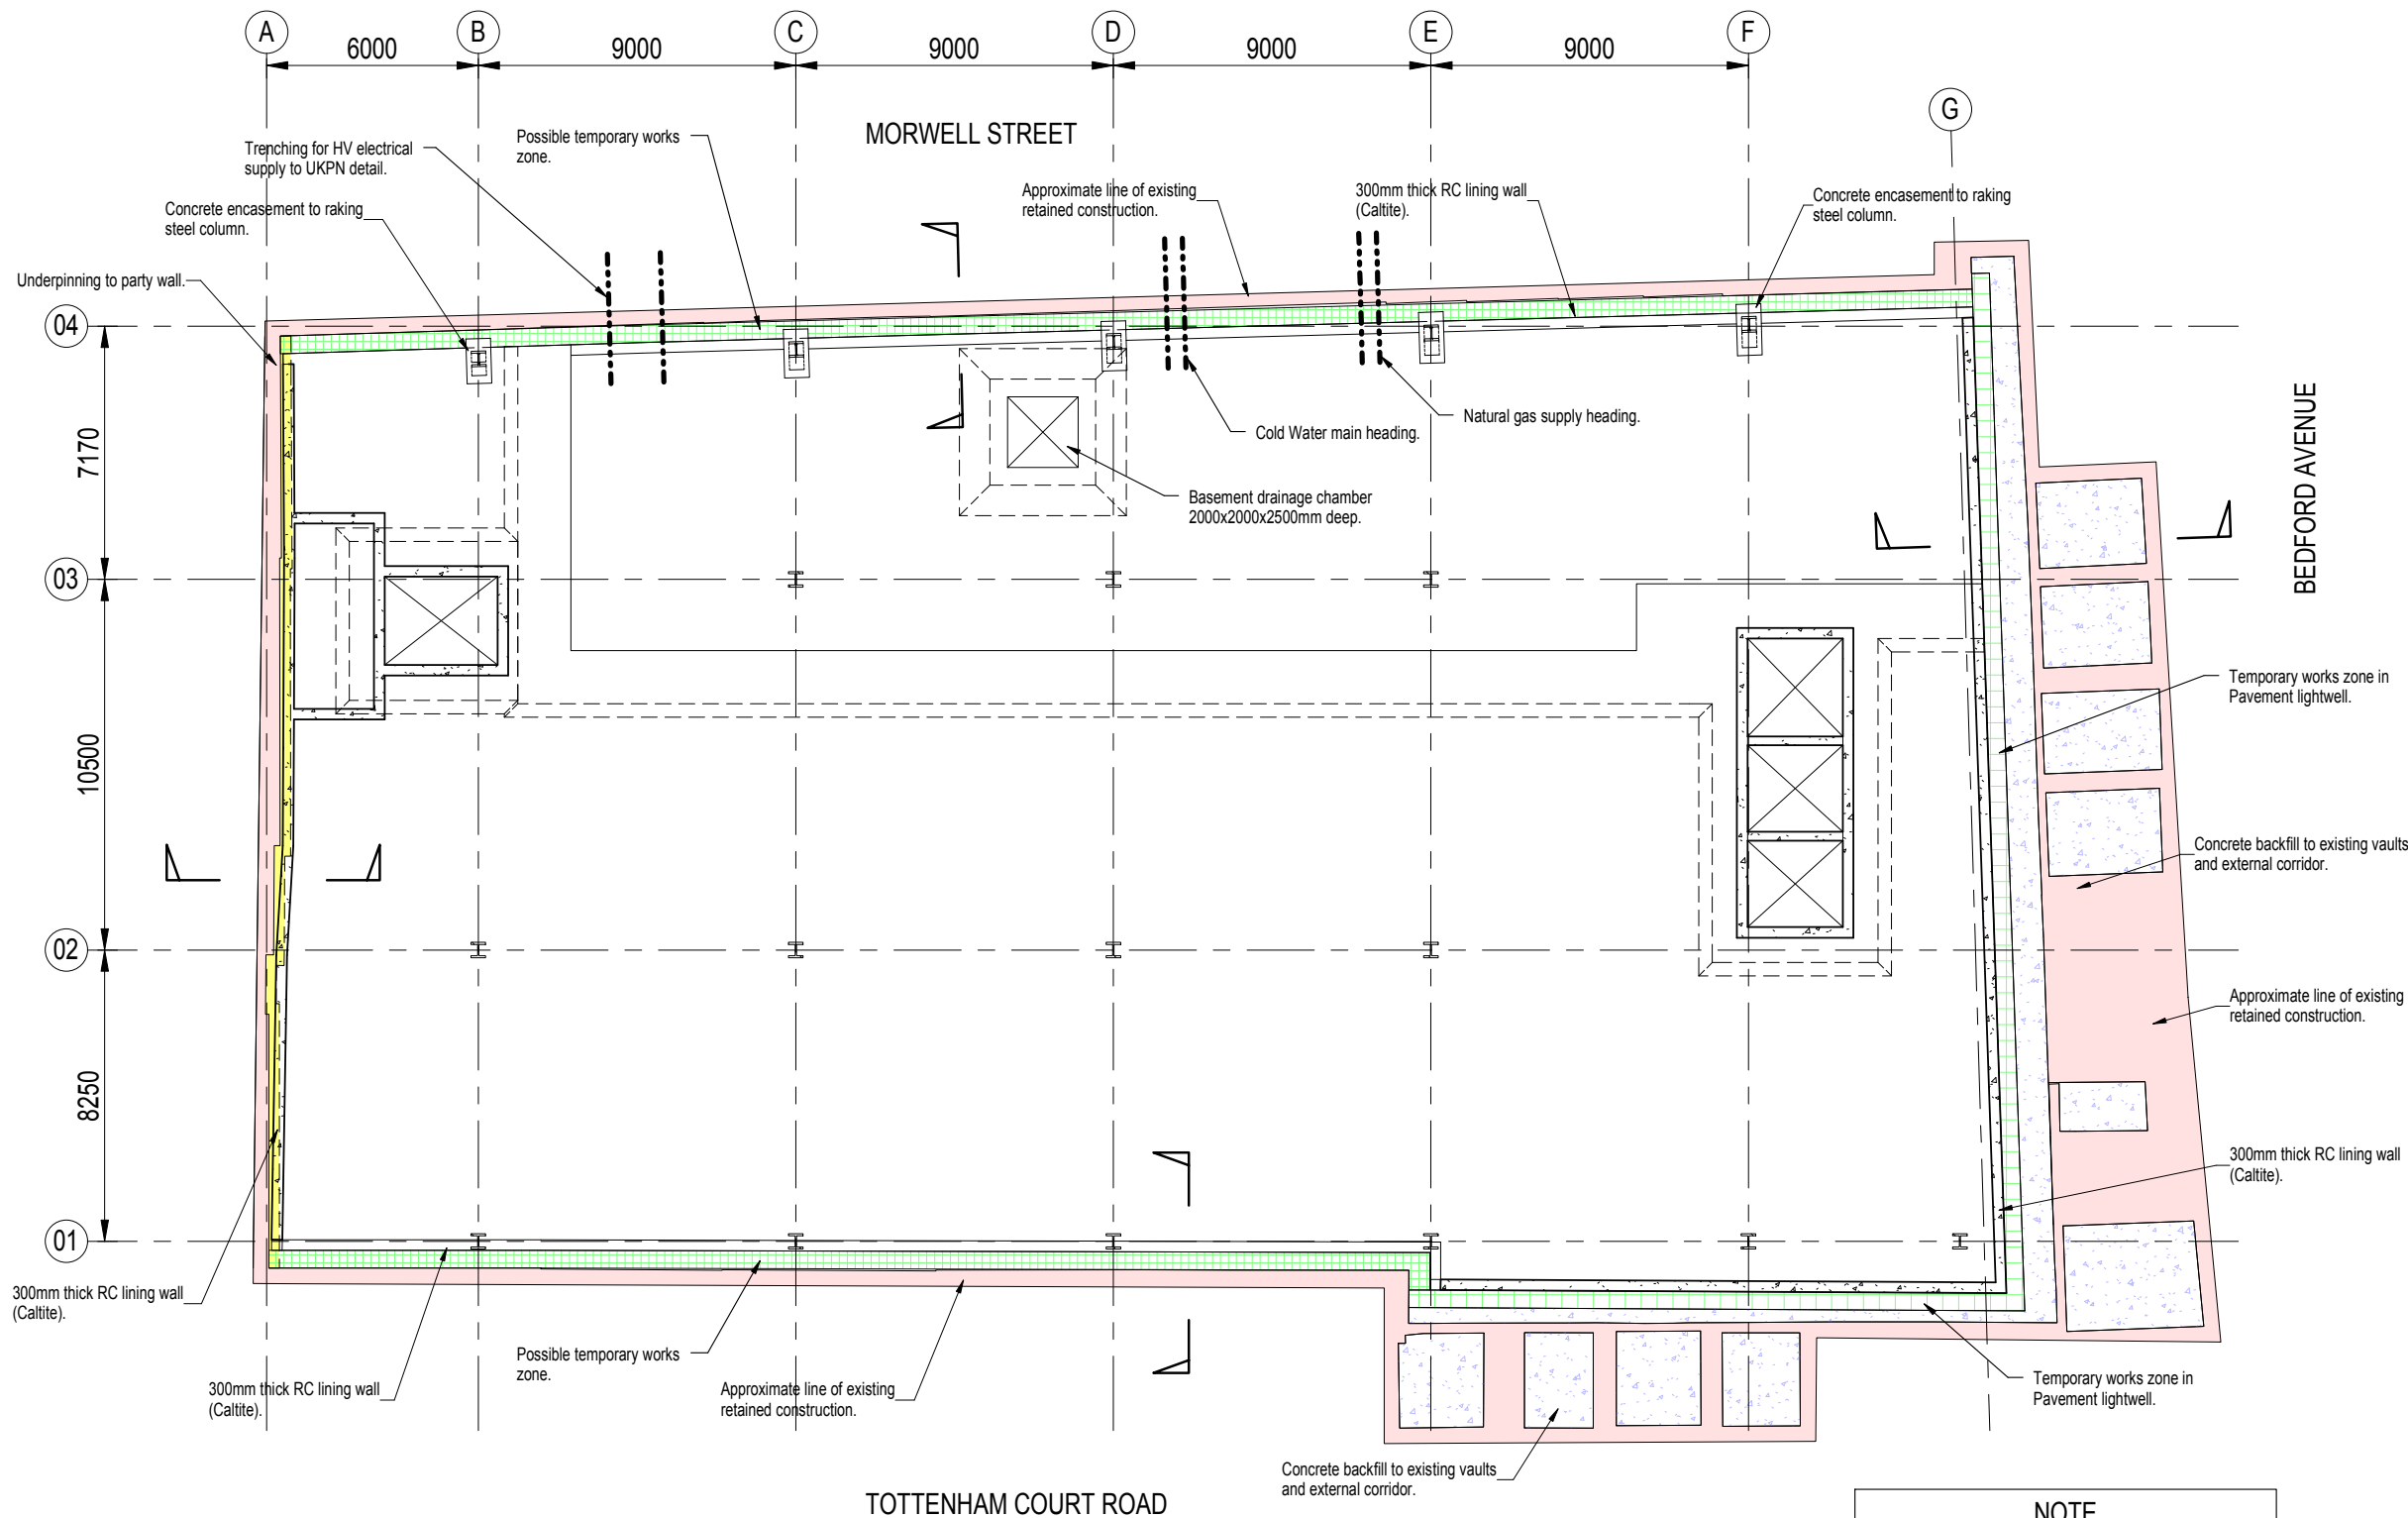 A
B
C
D
E
F
G
6000
9000
9000
9000
9000
MORWELL STREET
Trenching for HV electrical
supply to UKPN detail.
Possible temporary works
zone.
Concrete encasement to raking
steel column.
Approximate line of existing
retained construction.
300mm thick RC lining wall
(Caltite).
Concrete encasement to raking
steel column.
Underpinning to party wall.
04
7170
03
10500
02
8250
01
BEDFORD AVENUE
Natural gas supply heading.
Cold Water main heading.
Basement drainage chamber
2000x2000x2500mm deep.
Temporary works zone in
Pavement lightwell.
Concrete backfill to existing vaults
and external corridor.
Approximate line of existing
retained construction.
300mm thick RC lining wall
(Caltite).
300mm thick RC lining wall
(Caltite).
300mm thick RC lining wall
(Caltite).
Possible temporary works
zone.
Approximate line of existing
retained construction.
Temporary works zone in
Pavement lightwell.
Concrete backfill to existing vaults
and external corridor.
TOTTENHAM COURT ROAD
NOTE